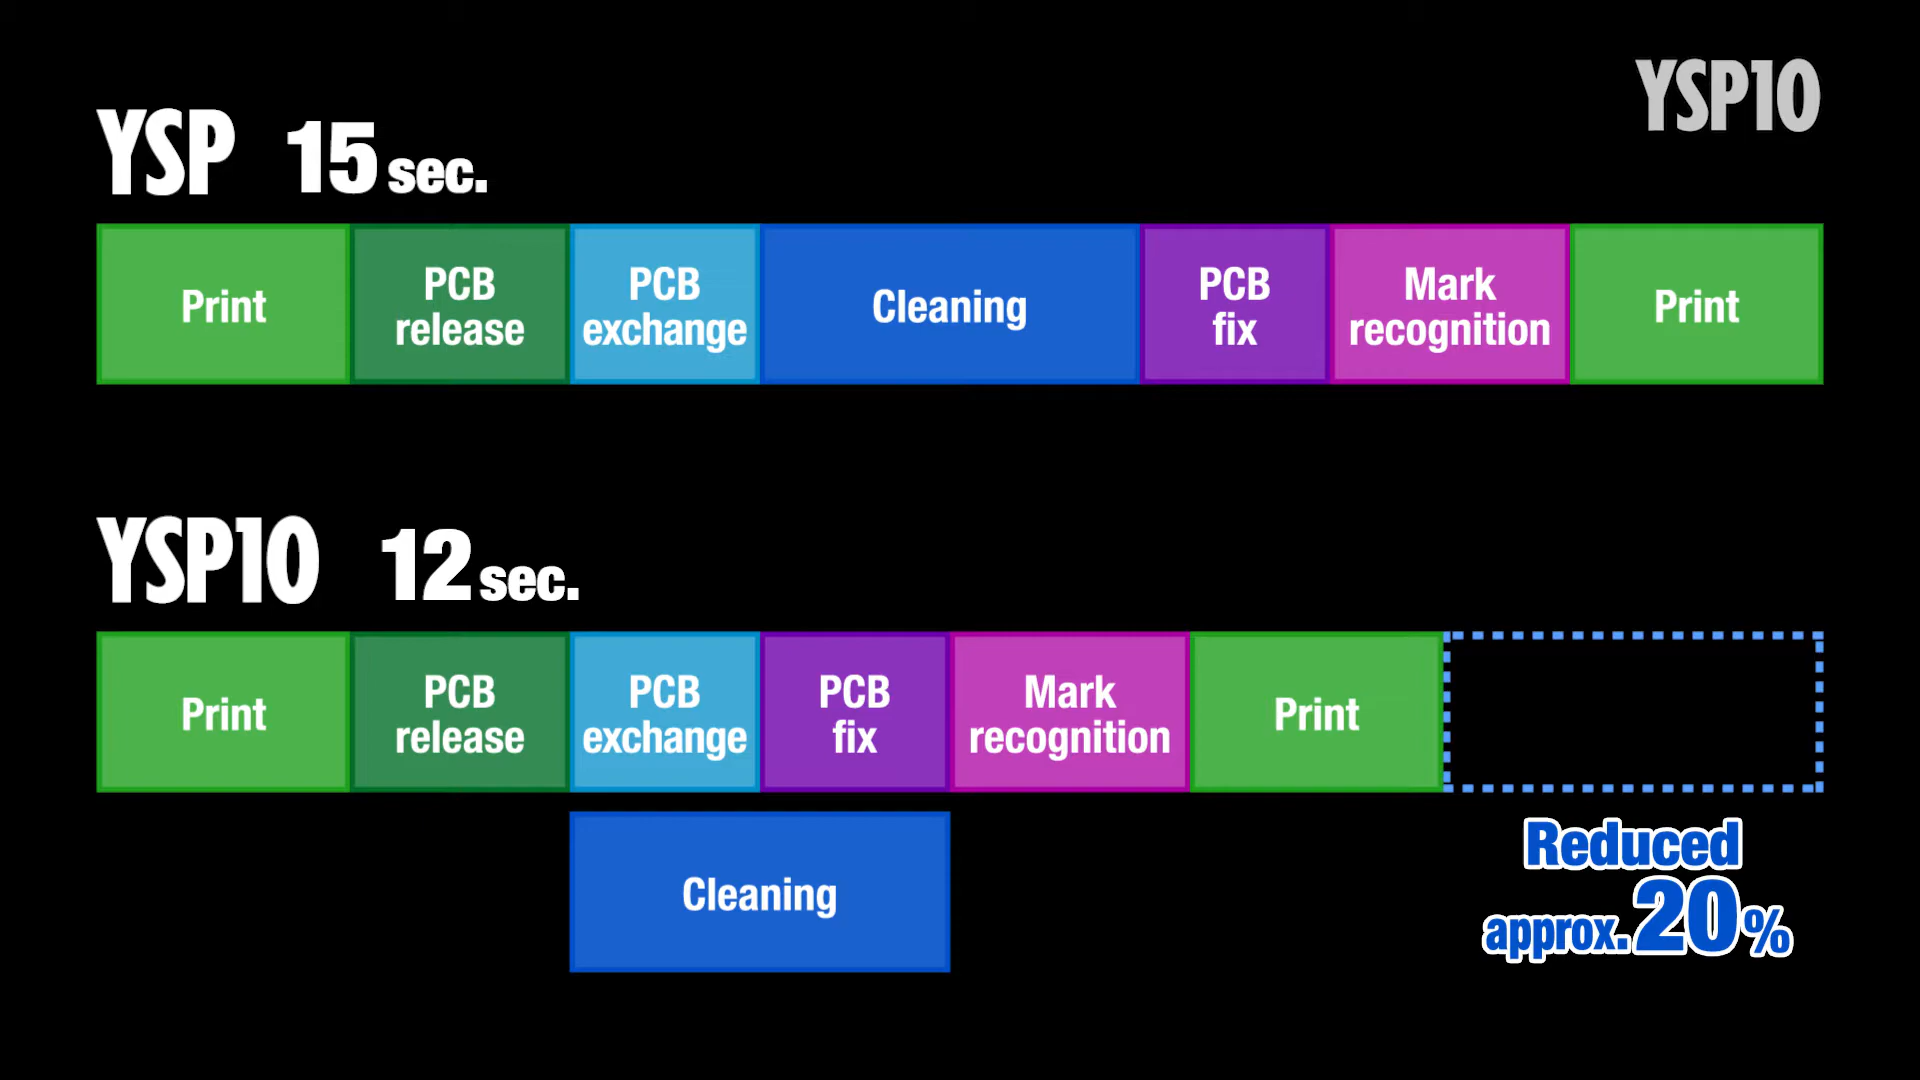 YSP10
YSP 15 sec.
Print
PCB
release
PCB
exchange
Cleaning
PCB
fix
Mark
recognition
Print
YSP10 12 sec.
Print
PCB
release
PCB
exchange
PCB
fix
Mark
recognition
Print
Cleaning
Reduced
approx. 20%